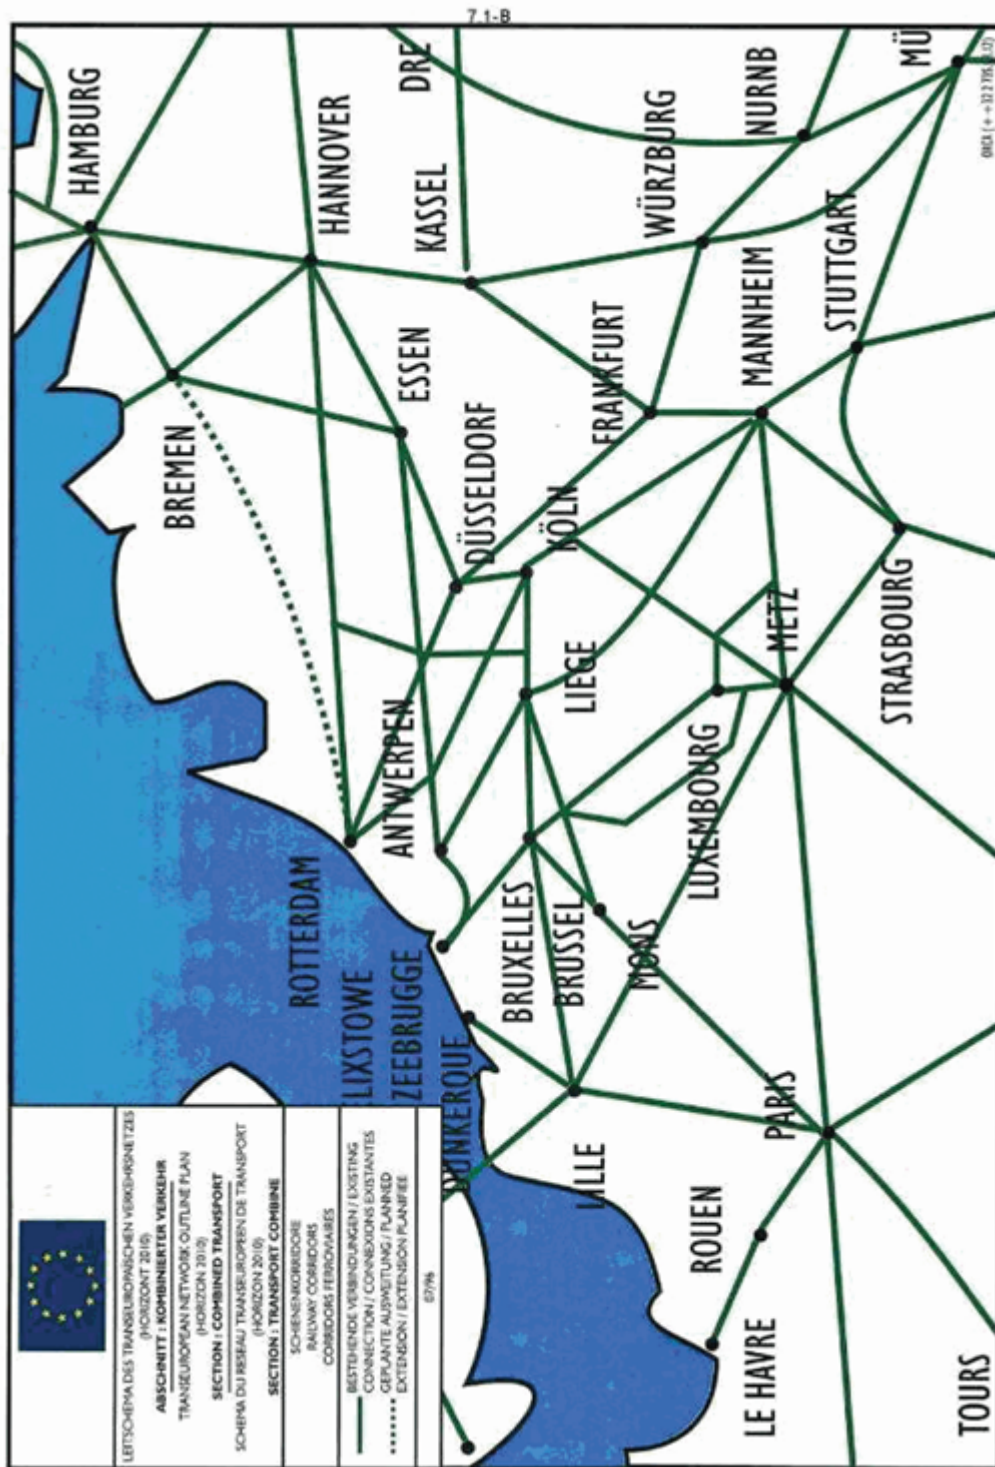 7.1-B
LEITSCHEMA DES TRANSEUROPÄISCHEN VERKEHRSNETZES
(HORIZONT 2010)
ABSCHNITT : KOMBINIERTER VERKEHR
TRANSEUROPEAN NETWORK OUTLINE PLAN
(HORIZON 2010)
SECTION : COMBINED TRANSPORT
SCHEMA DU RESEAU TRANSEUROPEEN DE TRANSPORT
(HORIZON 2010)
SECTION : TRANSPORT COMBINE
SCHIENENKORRIDORE
RAILWAY CORRIDORS
CORRIDORS FERROVIAIRES
BESTEHENDE VERBINDUNGEN / EXISTING
CONNECTION / CONNEXIONS EXISTANTES
GEPLANTE AUSWEITUNG / PLANNED
EXTENSION / EXTENSION PLANIFIEE
07/96
HAMBURG
BREMEN
HANNOVER
ROTTERDAM
ELIXSTOWE
ZEEBRUGGE
DUNKERQUE
ANTWERPEN
ESSEN
KASSEL
DRE
DÜSSELDORF
KÖLN
LIEGE
BRUXELLES
BRUSSEL
MONS
LILLE
FRANKFURT
WÜRZBURG
NURNB
MÜ
MANNHEIM
STUTTGART
LUXEMBOURG
METZ
STRASBOURG
PARIS
ROUEN
LE HAVRE
TOURS